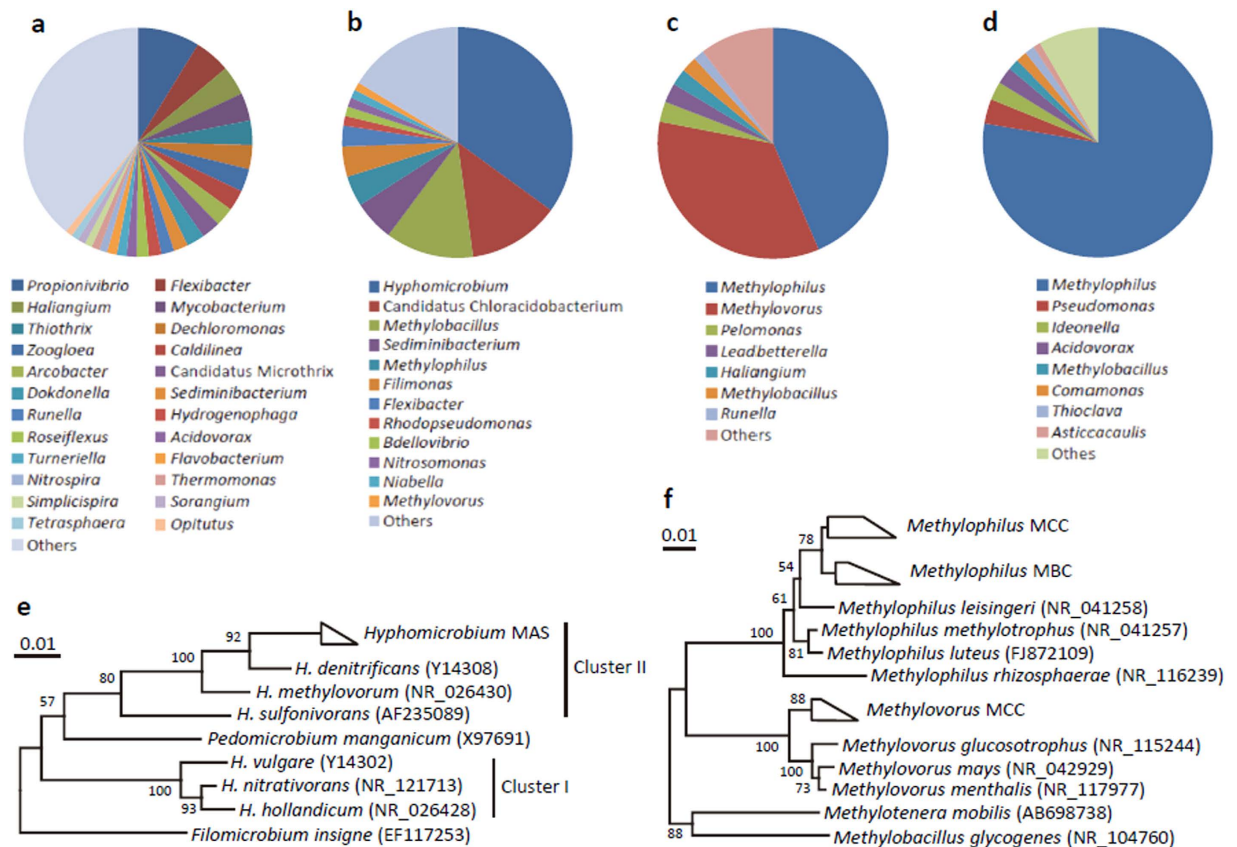 a
b
c
d
Propionivibrio
Flexibacter
Haliangium
Mycobacterium
Thiothrix
Dechloromonas
Zoogloea
Caldilinea
Arcobacter
Candidatus Microthrix
Dokdonella
Sediminibacterium
Runella
Hydrogenophaga
Roseiflexus
Acidovorax
Turneriella
Flavobacterium
Nitrospira
Thermomonas
Simplicispira
Sorangium
Tetrasphaera
Opitutus
Others
Hyphomicrobium
Candidatus Chloracidobacterium
Methylobacillus
Sediminibacterium
Methylophilus
Filimonas
Flexibacter
Rhodopseudomonas
Bdellovibrio
Nitrosomonas
Niabella
Methylovorus
Others
Methylophilus
Methylovorus
Pelomonas
Leadbetterella
Haliangium
Methylobacillus
Runella
Others
Methylophilus
Pseudomonas
Ideonella
Acidovorax
Methylobacillus
Comamonas
Thioclava
Asticcacaulis
Othes
e
0.01
92
Hyphomicrobium MAS
100
H. denitrificans (Y14308)
Cluster II
80
H. methylovorum (NR_026430)
57
H. sulfonivorans (AF235089)
Pedomicrobium manganicum (X97691)
H. vulgare (Y14302)
100
H. nitrativorans (NR_121713)
Cluster I
93
H. hollandicum (NR_026428)
Filomicrobium insigne (EF117253)
f
0.01
78
Methylophilus MCC
54
Methylophilus MBC
61
Methylophilus leisingeri (NR_041258)
100
Methylophilus methylotrophus (NR_041257)
81
Methylophilus luteus (FJ872109)
Methylophilus rhizosphaerae (NR_116239)
88
Methylovorus MCC
100
Methylovorus glucosotrophus (NR_115244)
100
Methylovorus mays (NR_042929)
73
Methylovorus menthalis (NR_117977)
Methylotenera mobilis (AB698738)
88
Methylobacillus glycogenes (NR_104760)